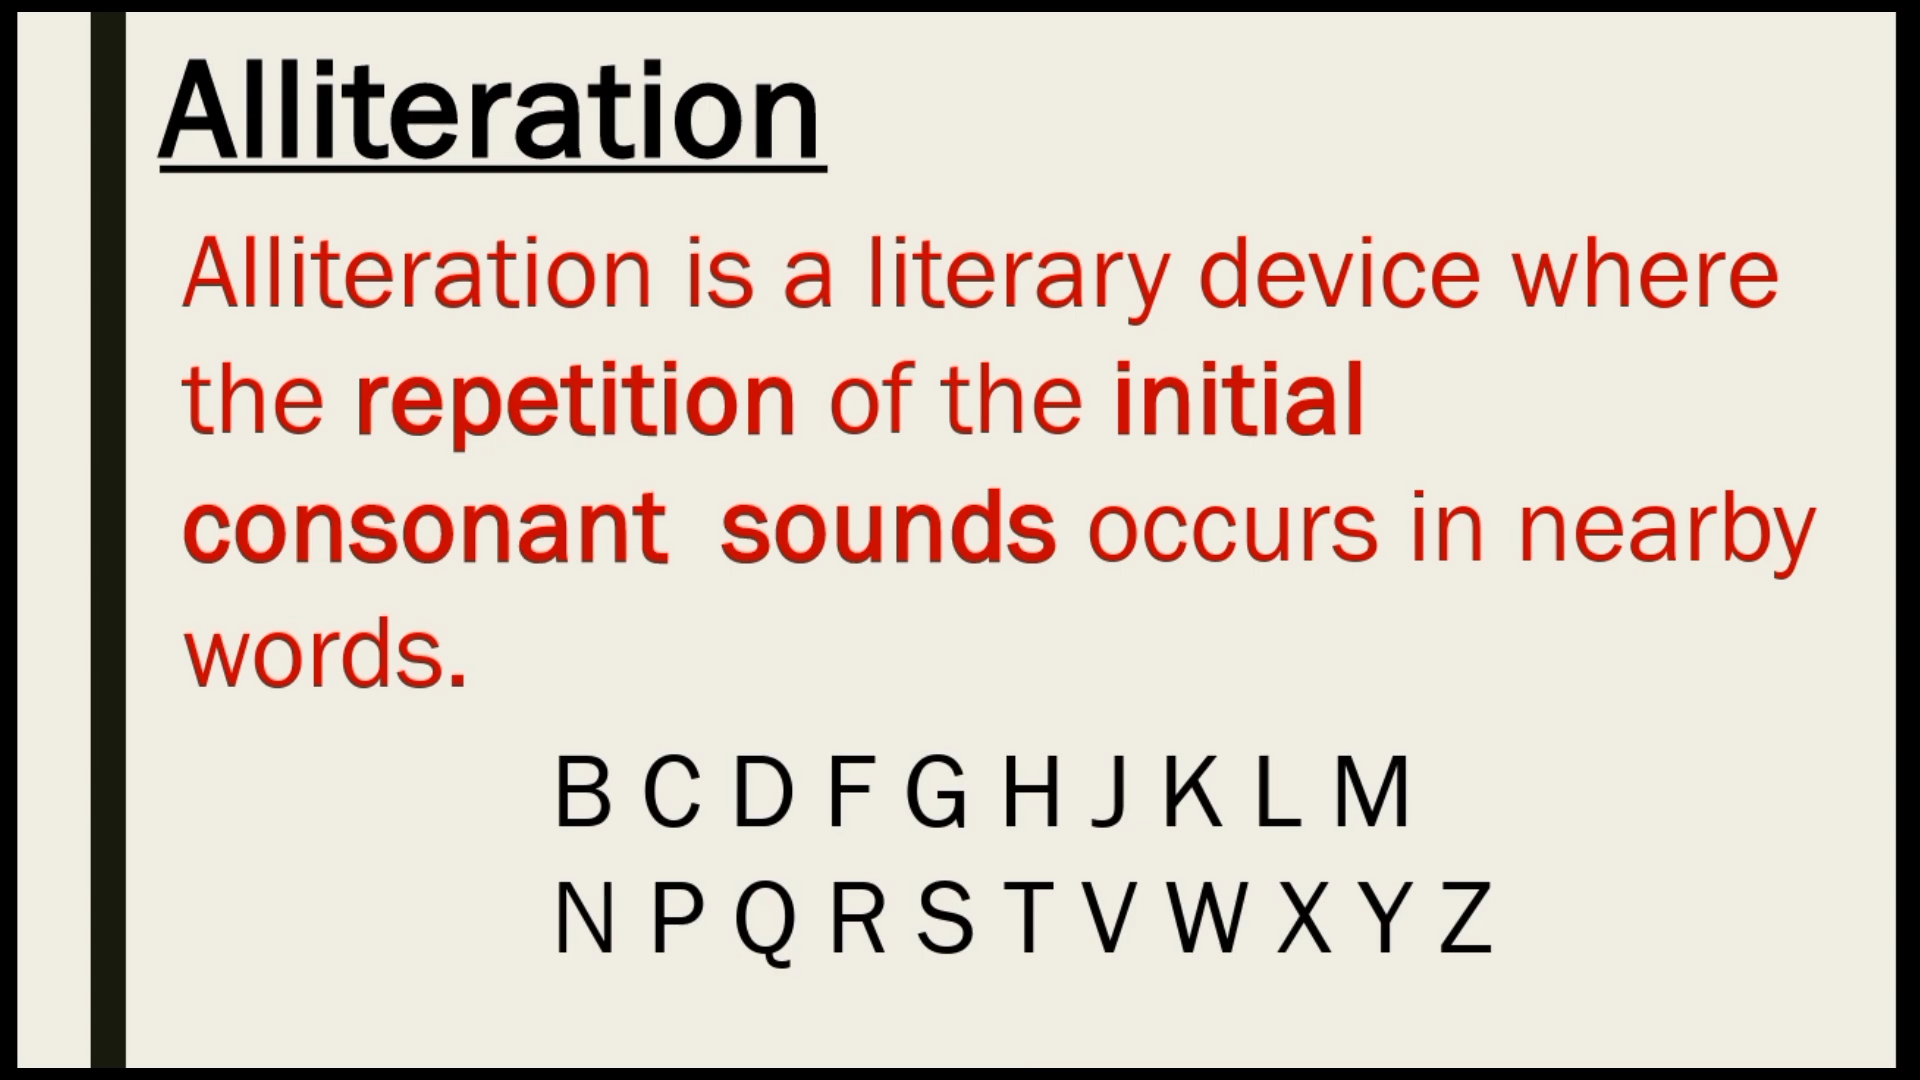 Alliteration
Alliteration is a literary device where
the repetition of the initial
consonant sounds occurs in nearby
words.
B C D F G H J K L M
N P Q R S T V W X Y Z